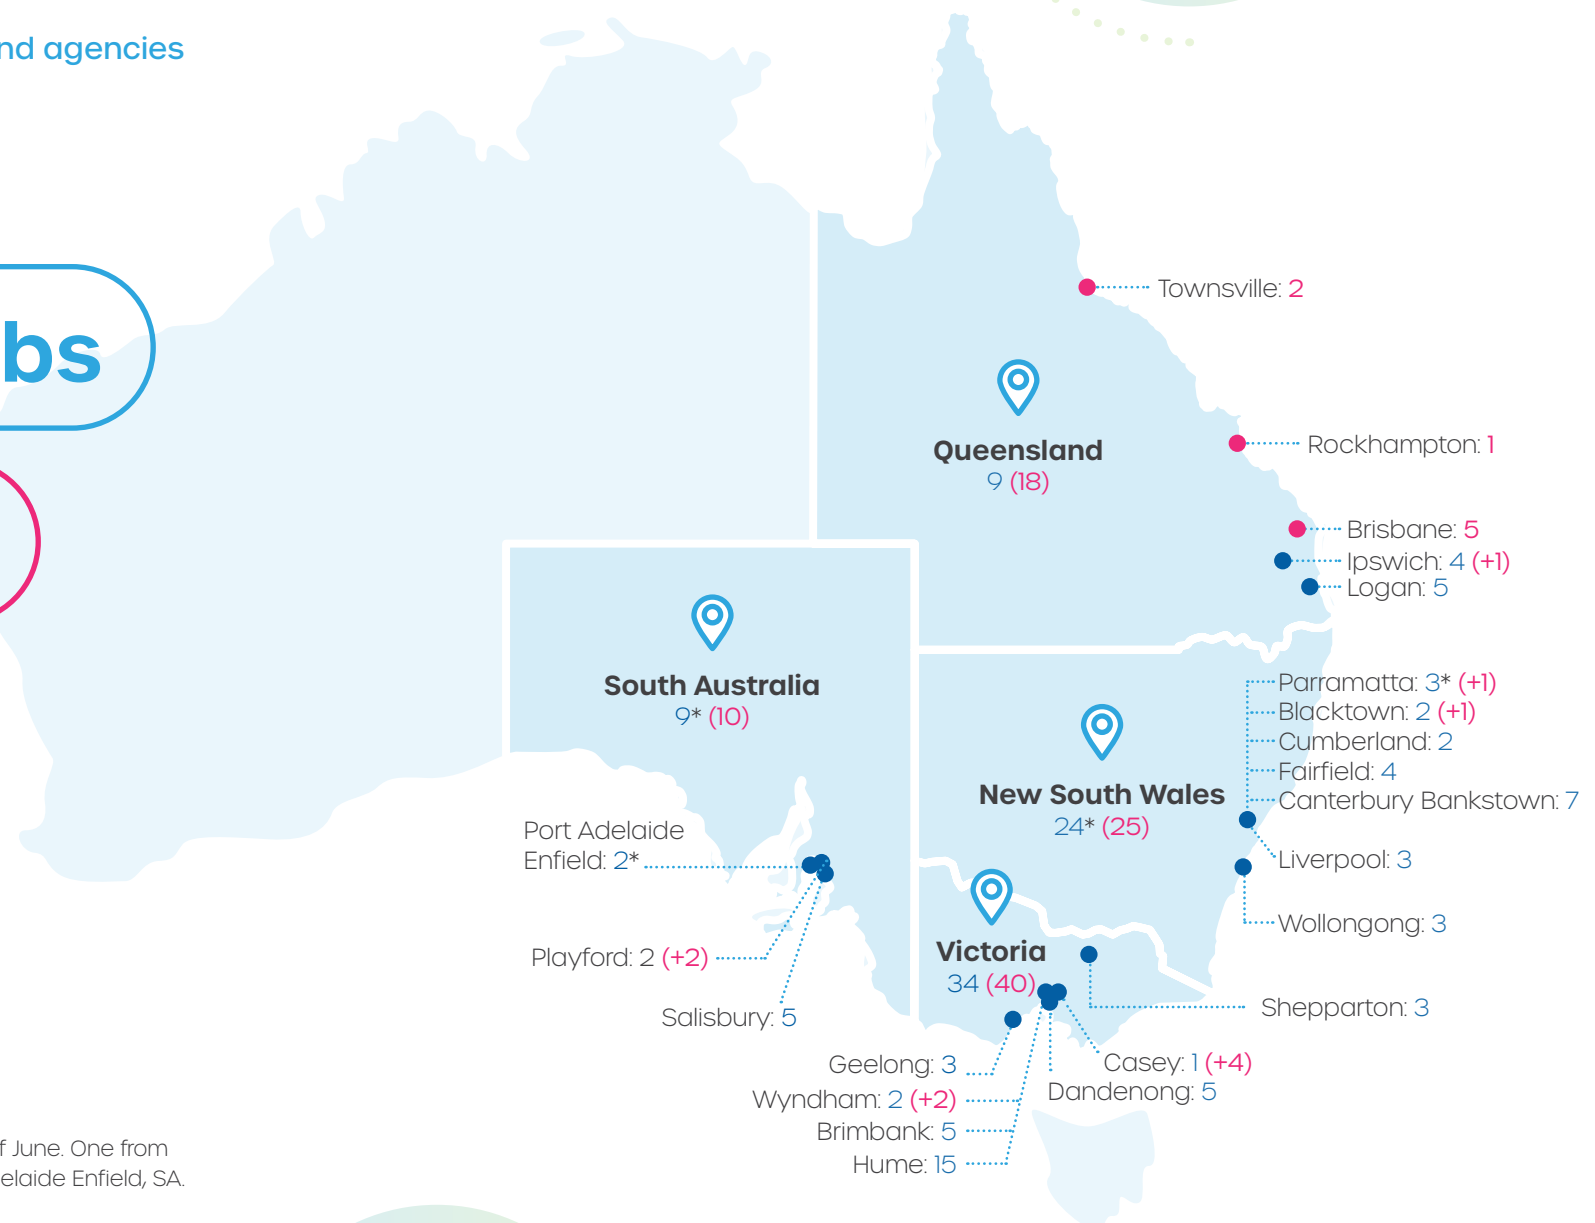 nd agencies
bs
Townsville: 2
Queensland
9 (18)
Rockhampton: 1
Brisbane: 5
Ipswich: 4 (+1)
Logan: 5
South Australia
9* (10)
Parramatta: 3* (+1)
Blacktown: 2 (+1)
Cumberland: 2
Fairfield: 4
Canterbury Bankstown: 7
Liverpool: 3
Wollongong: 3
New South Wales
24* (25)
Port Adelaide
Enfield: 2*
Playford: 2 (+2)
Salisbury: 5
Victoria
34 (40)
Shepparton: 3
Geelong: 3
Casey: 1 (+4)
Wyndham: 2 (+2)
Dandenong: 5
Brimbank: 5
Hume: 15
f June. One from
elaide Enfield, SA.